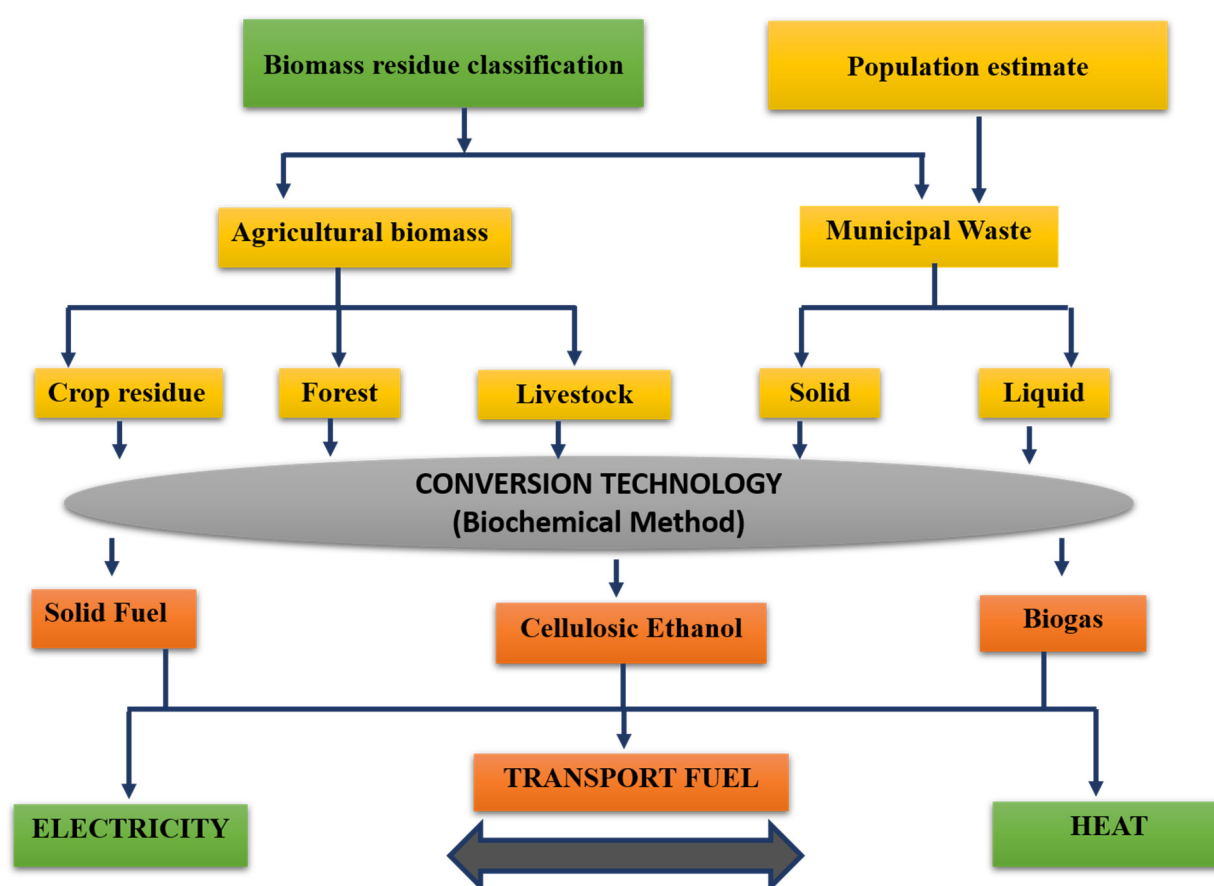 Biomass residue classification
Population estimate
Agricultural biomass
Municipal Waste
Crop residue
Forest
Livestock
Solid
Liquid
CONVERSION TECHNOLOGY
(Biochemical Method)
Solid Fuel
Cellulosic Ethanol
Biogas
TRANSPORT FUEL
ELECTRICITY
HEAT